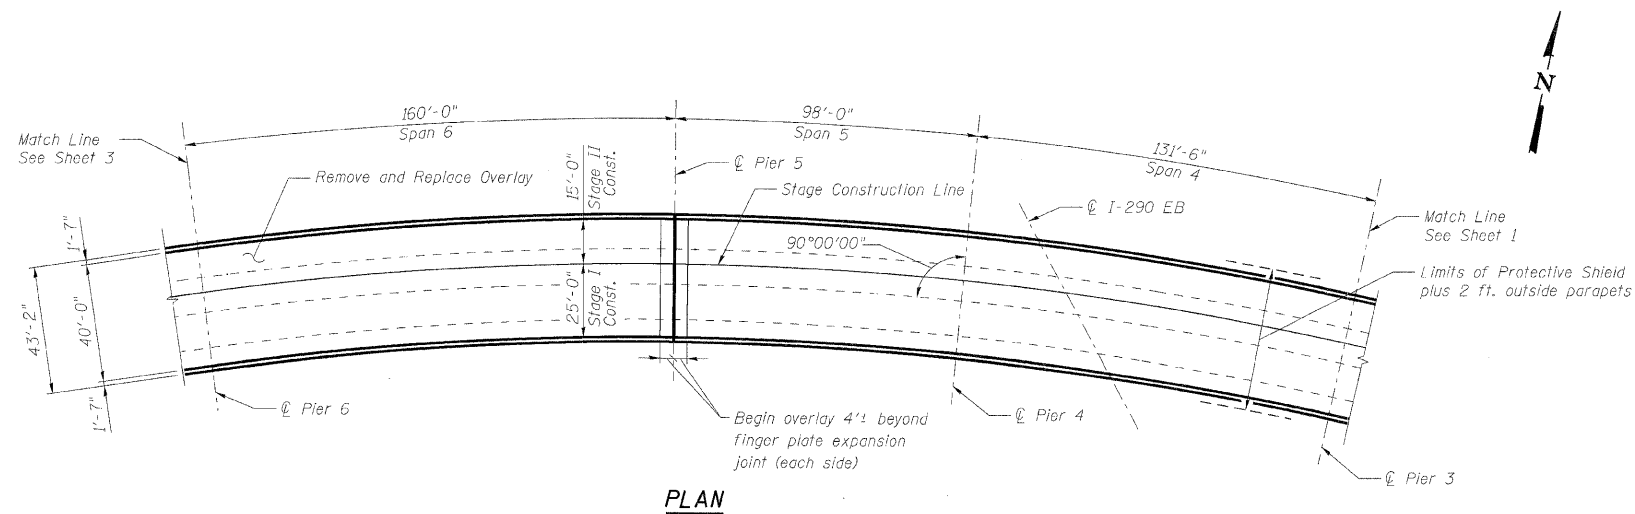 N
160'-0"
Span 6
98'-0"
Span 5
131'-6"
Span 4
Match Line
See Sheet 3
Remove and Replace Overlay
15'-0"
Stage II
Const.
℄ Pier 5
Stage Construction Line
℄ I-290 EB
Match Line
See Sheet 1
90°00'00"
Limits of Protective Shield
plus 2 ft. outside parapets
1'-7"
43'-2"
40'-0"
1'-7"
25'-0"
Stage I
Const.
℄ Pier 6
Begin overlay 4'± beyond
finger plate expansion
joint (each side)
℄ Pier 4
℄ Pier 3
PLAN